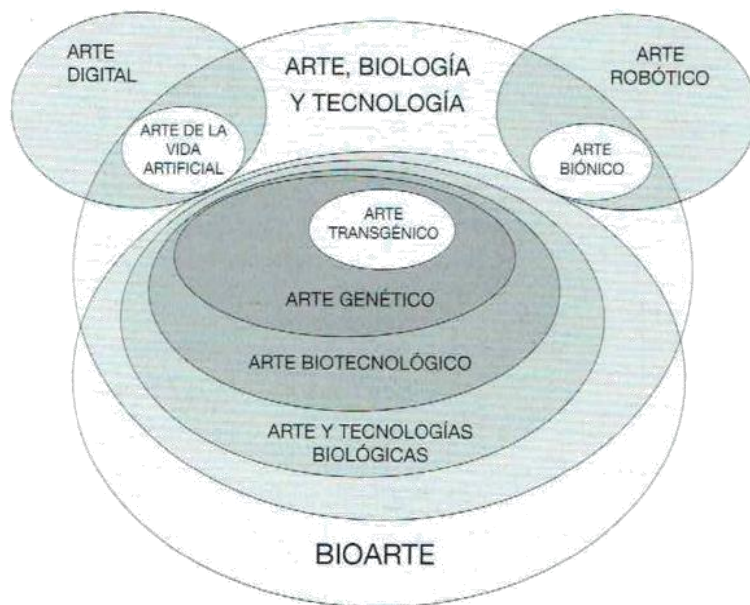 ARTE
DIGITAL
ARTE, BIOLOGÍA
Y TECNOLOGÍA
ARTE
ROBÓTICO
ARTE DE LA
VIDA
ARTIFICIAL
ARTE
BIÓNICO
ARTE
TRANSGÉNICO
ARTE GENÉTICO
ARTE BIOTECNOLÓGICO
ARTE Y TECNOLOGÍAS
BIOLÓGICAS
BIOARTE